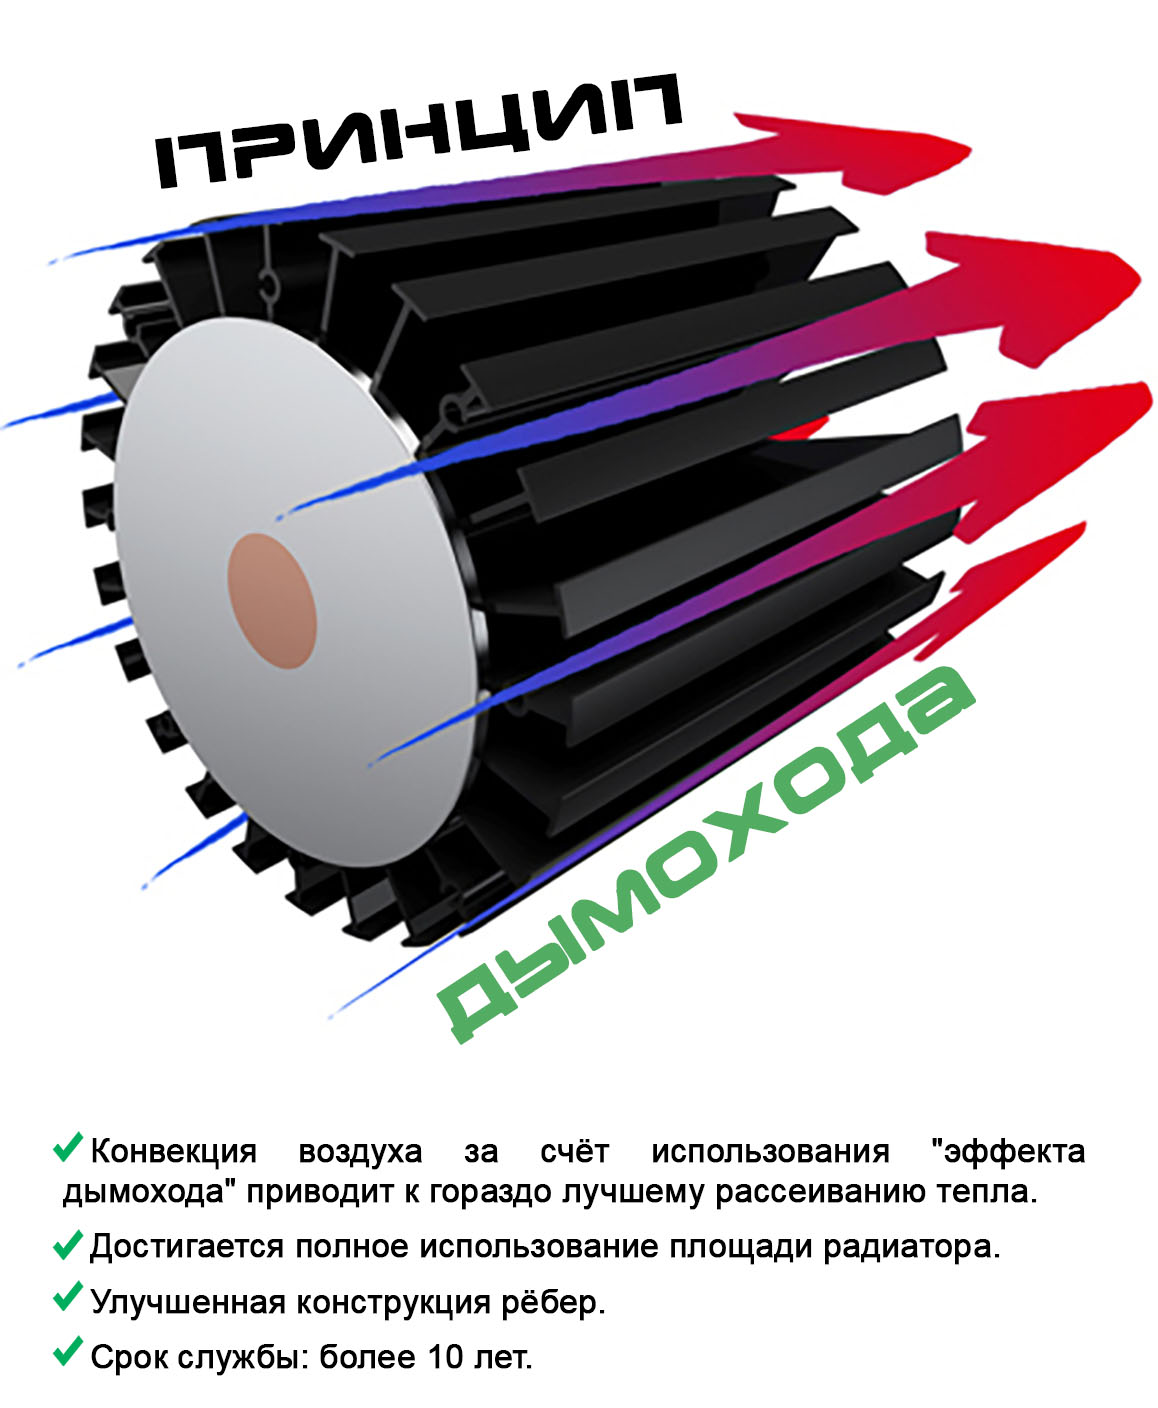 ПРИНЦИП
ДЫМОХОДА
Конвекция воздуха за счёт использования "эффекта
дымохода" приводит к гораздо лучшему рассеиванию тепла.
Достигается полное использование площади радиатора.
Улучшенная конструкция рёбер.
Срок службы: более 10 лет.